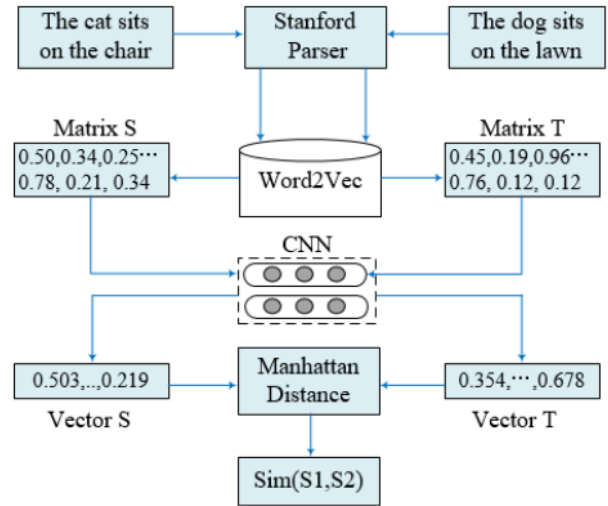 The cat sits
on the chair
Stanford
Parser
The dog sits
on the lawn
Matrix S
0.50,0.34,0.25···
0.78, 0.21, 0.34
Word2Vec
Matrix T
0.45,0.19,0.96···
0.76, 0.12, 0.12
CNN
0.503,..,0.219
Vector S
Manhattan
Distance
0.354,···,0.678
Vector T
Sim(S1,S2)